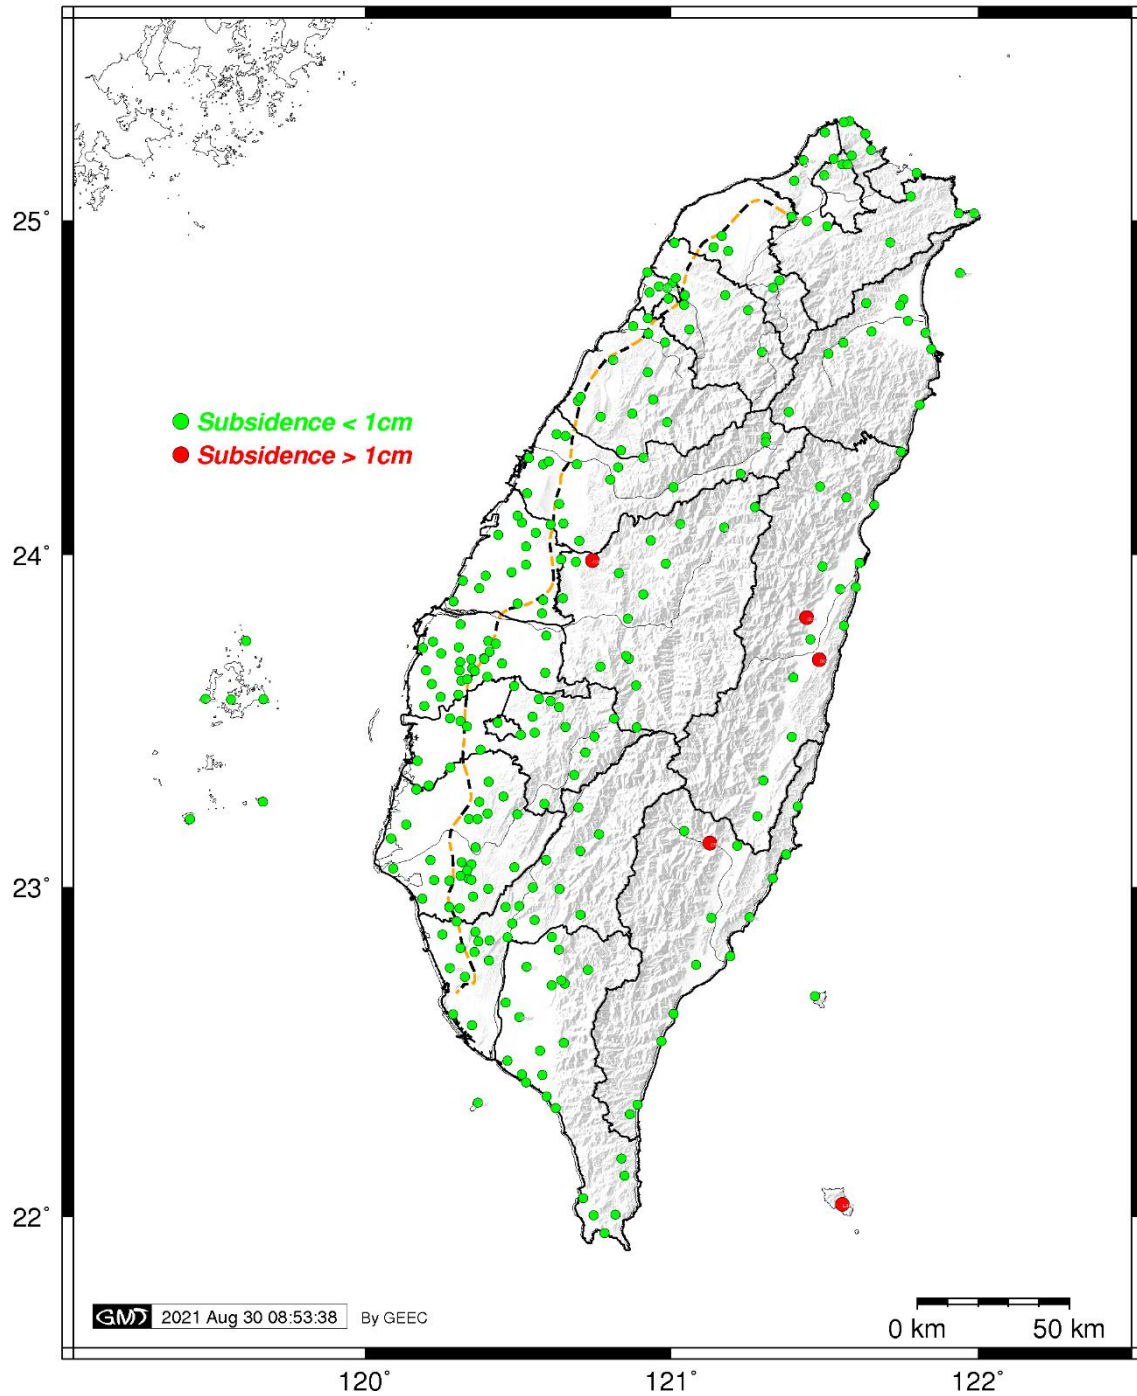 25°
Subsidence < 1cm
Subsidence > 1cm
24°
23°
22°
GMT 2021 Aug 30 08:53:38 By GEEC
0 km 50 km
120° 121° 122°